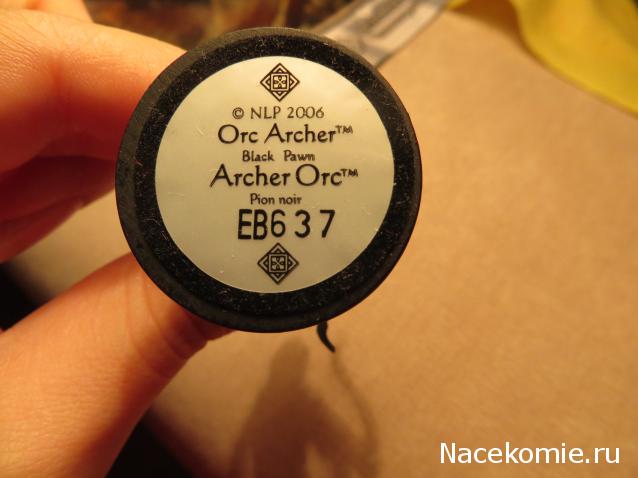 © NLP 2006
Orc Archer™
Black Pawn
Archer Orc™
Pion noir
EB637
Nacekomie.ru